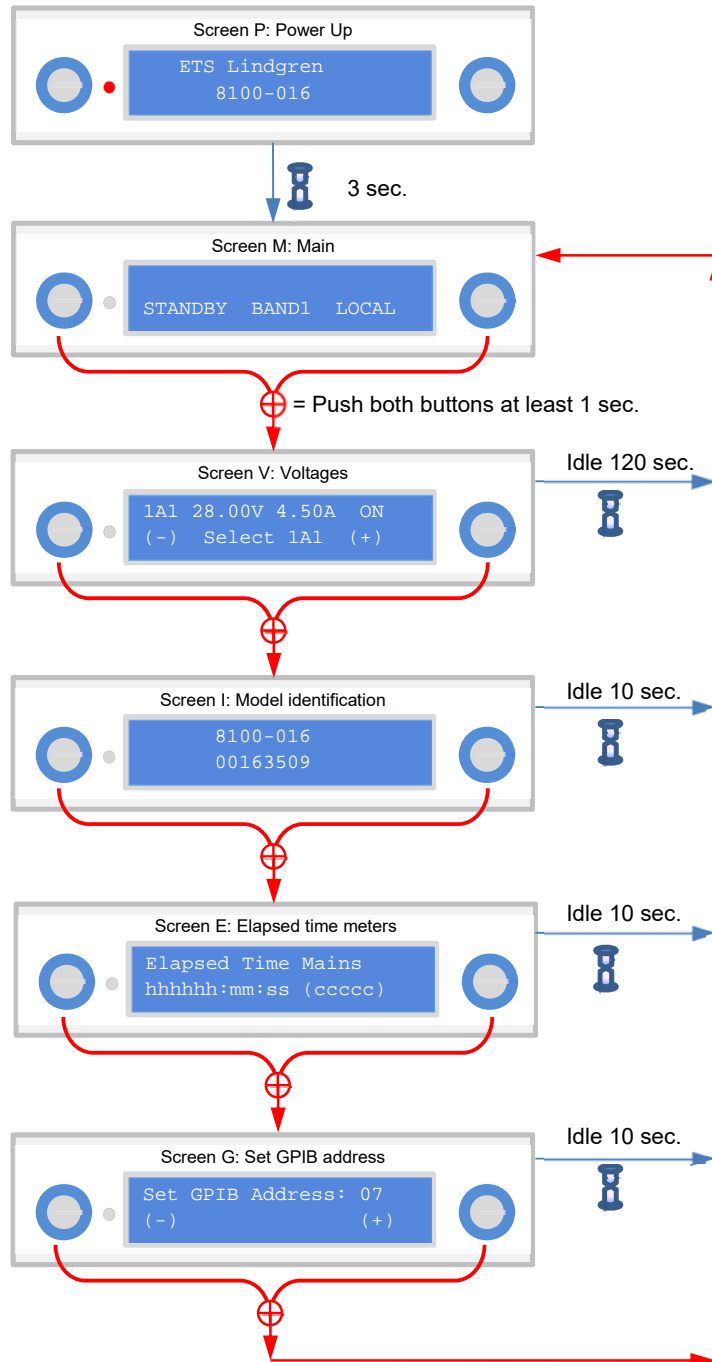 Screen P: Power Up
ETS Lindgren
8100-016
3 sec.
Screen M: Main
STANDBY BAND1 LOCAL
= Push both buttons at least 1 sec.
Screen V: Voltages
Idle 120 sec.
1A1 28.00V 4.50A ON
(-) Select 1A1 (+)
Screen I: Model identification
Idle 10 sec.
8100-016
00163509
Screen E: Elapsed time meters
Idle 10 sec.
Elapsed Time Mains
hhhhhh:mm:ss (ccccc)
Screen G: Set GPIB address
Idle 10 sec.
Set GPIB Address: 07
(-) (+)